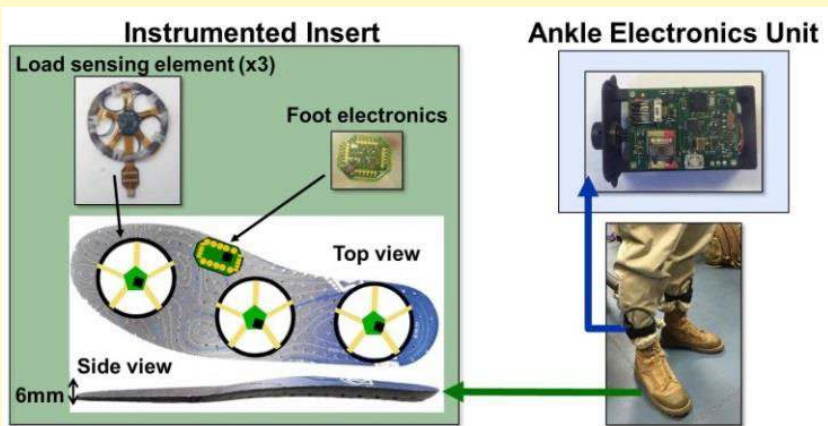 Instrumented Insert
Load sensing element (x3)
Foot electronics
Top view
Side view
6mm
Ankle Electronics Unit